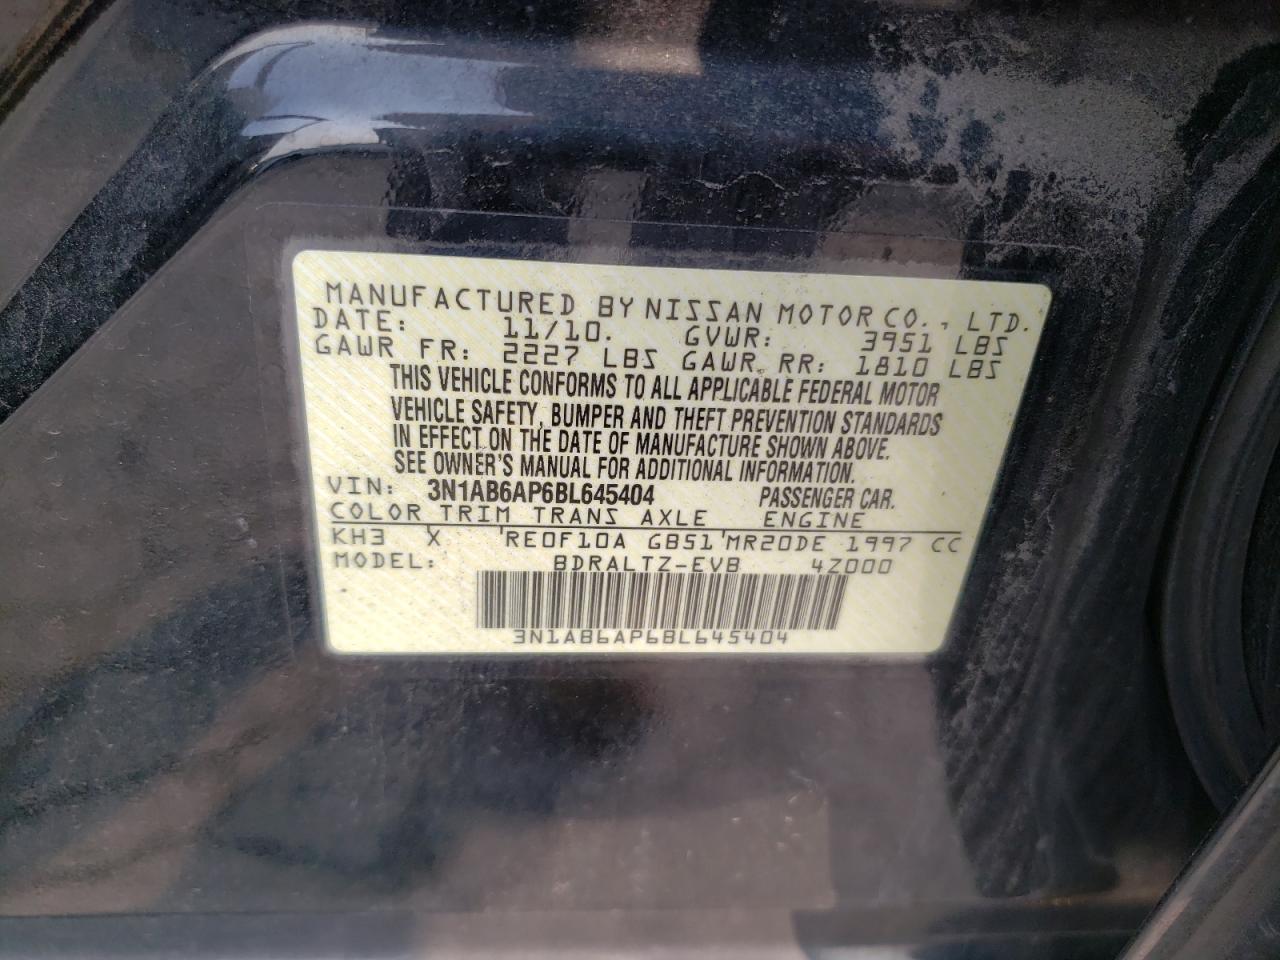 MANUFACTURED BY NISSAN MOTOR CO., LTD.
DATE: 11/10. GVWR: 3951 LBS
GAWR FR: 2227 LBS GAWR RR: 1810 LBS
THIS VEHICLE CONFORMS TO ALL APPLICABLE FEDERAL MOTOR
VEHICLE SAFETY, BUMPER AND THEFT PREVENTION STANDARDS
IN EFFECT ON THE DATE OF MANUFACTURE SHOWN ABOVE.
SEE OWNER'S MANUAL FOR ADDITIONAL INFORMATION.
VIN: 3N1AB6AP6BL645404 PASSENGER CAR.
COLOR TRIM TRANS AXLE ENGINE
KH3 X RE0F10A GB51 MR20DE 1997 CC
MODEL: BDRALTZ-EVB 4Z000
3N1AB6AP6BL645404